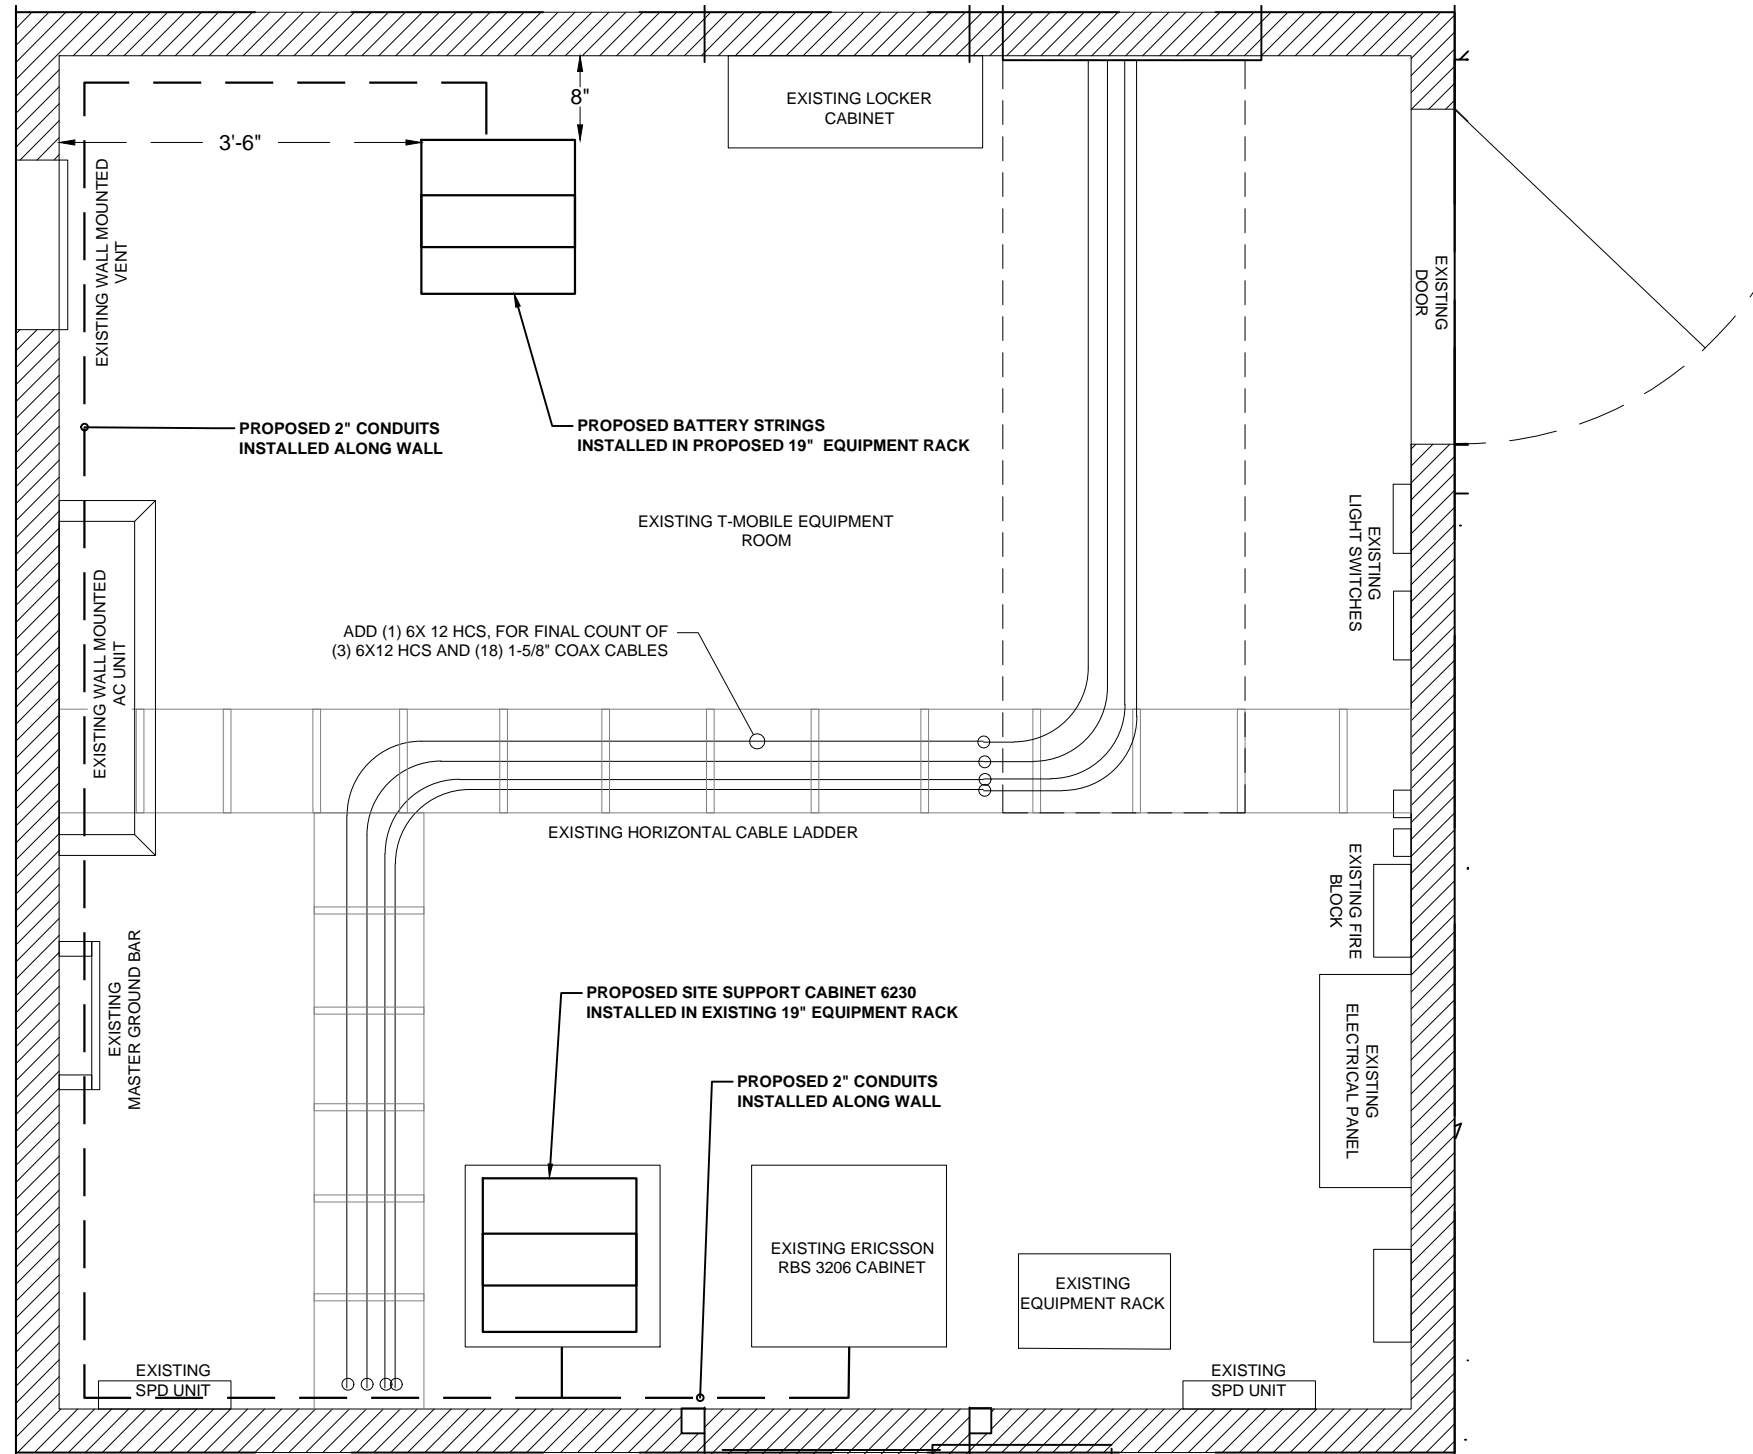 EXISTING LOCKER
CABINET
8"
3'-6"
EXISTING WALL MOUNTED
VENT
EXISTING
DOOR
PROPOSED 2" CONDUITS
INSTALLED ALONG WALL
PROPOSED BATTERY STRINGS
INSTALLED IN PROPOSED 19" EQUIPMENT RACK
EXISTING T-MOBILE EQUIPMENT
ROOM
EXISTING
LIGHT SWITCHES
EXISTING WALL MOUNTED
AC UNIT
ADD (1) 6X 12 HCS, FOR FINAL COUNT OF
(3) 6X12 HCS AND (18) 1-5/8" COAX CABLES
EXISTING HORIZONTAL CABLE LADDER
EXISTING FIRE
BLOCK
EXISTING
MASTER GROUND BAR
PROPOSED SITE SUPPORT CABINET 6230
INSTALLED IN EXISTING 19" EQUIPMENT RACK
EXISTING
ELECTRICAL PANEL
PROPOSED 2" CONDUITS
INSTALLED ALONG WALL
EXISTING ERICSSON
RBS 3206 CABINET
EXISTING
EQUIPMENT RACK
EXISTING
SPD UNIT
EXISTING
SPD UNIT